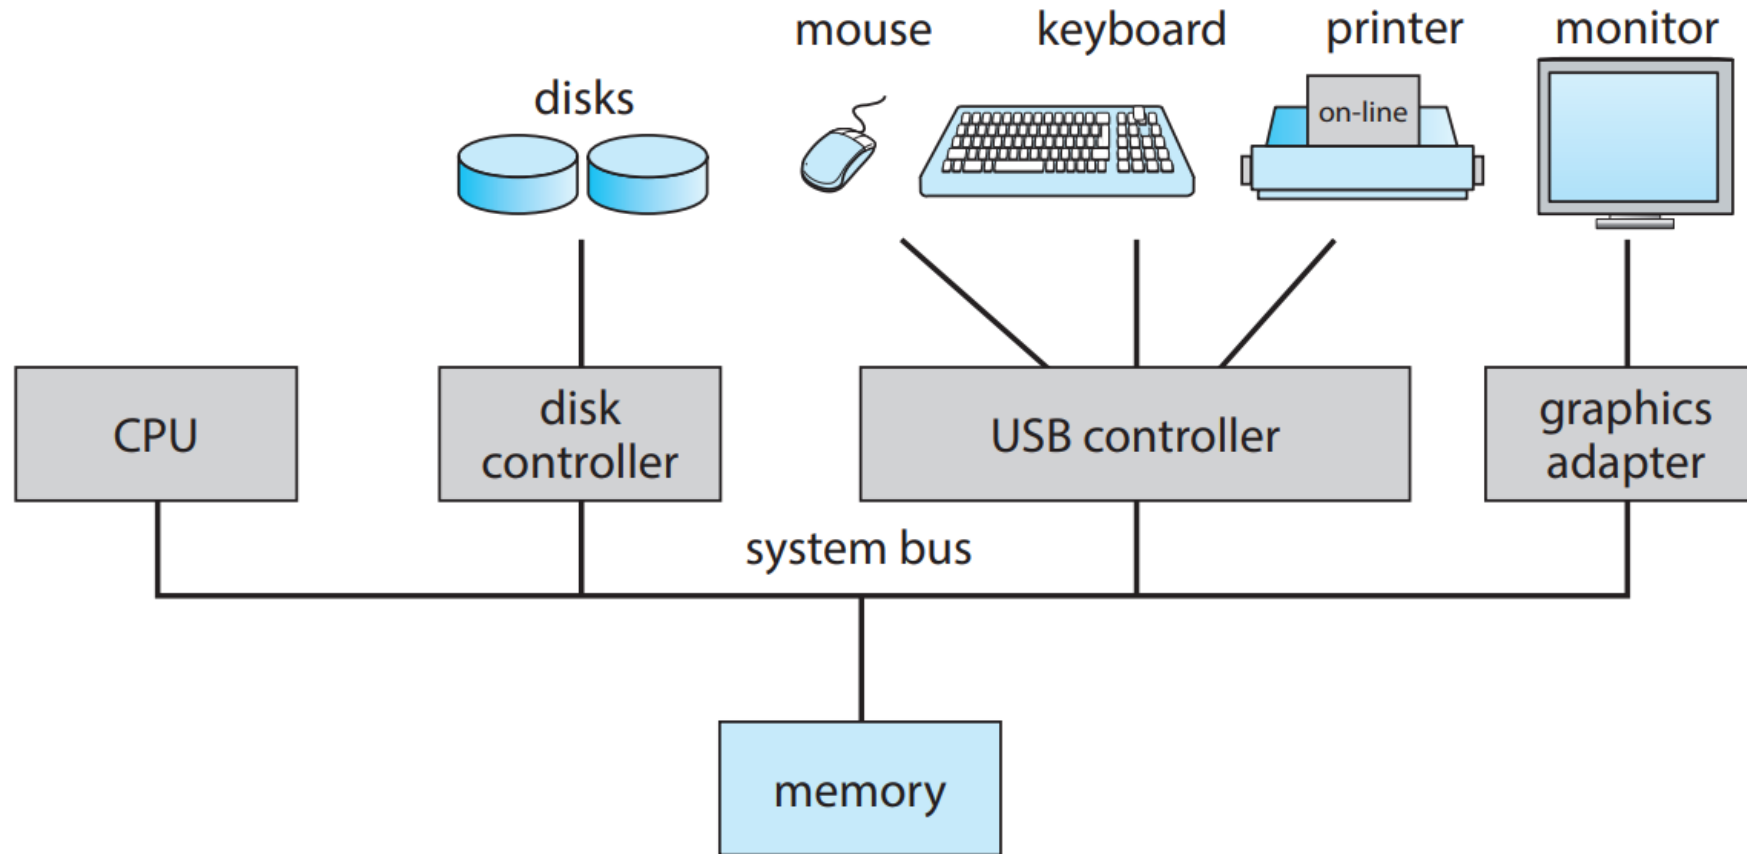 mouse
keyboard
printer
monitor
disks
on-line
CPU
disk
controller
USB controller
graphics
adapter
system bus
memory